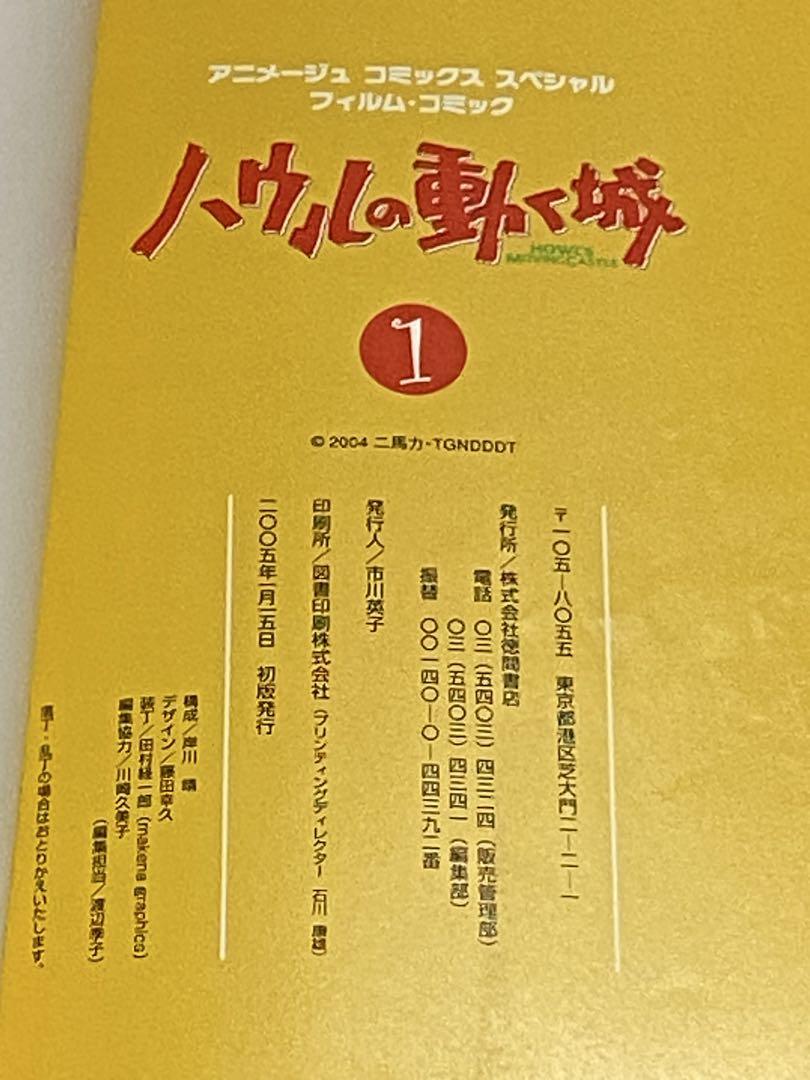 アニメージュ コミックス スペシャル
フィルム・コミック
ハウルの動く城
HOWL'S
MOVING CASTLE
1
© 2004 二馬力・TGNDDDT
〒一〇五―八〇五五 東京都港区芝大門二―二―一
発行所/株式会社徳間書店
電話 〇三(五四〇三)四三二四(販売管理部)
〇三(五四〇三)四三四一(編集部)
振替 〇〇一四〇―〇―四四三九二番
発行人/市川英子
印刷所/図書印刷株式会社(プリンティングディレクター 石川 康雄)
二〇〇五年一月一五日 初版発行
構成/岸川 靖
デザイン/藤田幸久
装丁/田村経一郎(makena graphics)
編集協力/川崎久美子
(編集担当/渡辺季子)
落丁・乱丁の場合はおとりかえいたします。